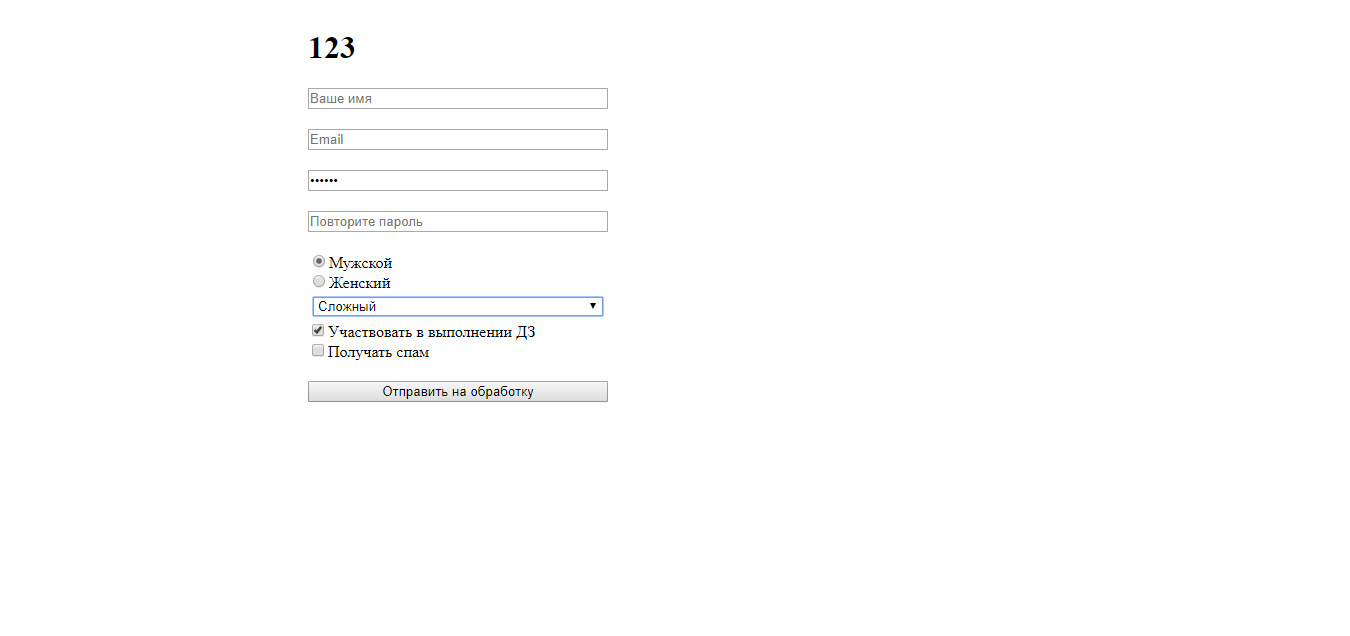 123
Ваше имя
Email
••••••
Повторите пароль
Мужской
Женский
Сложный
Участвовать в выполнении ДЗ
Получать спам
Отправить на обработку